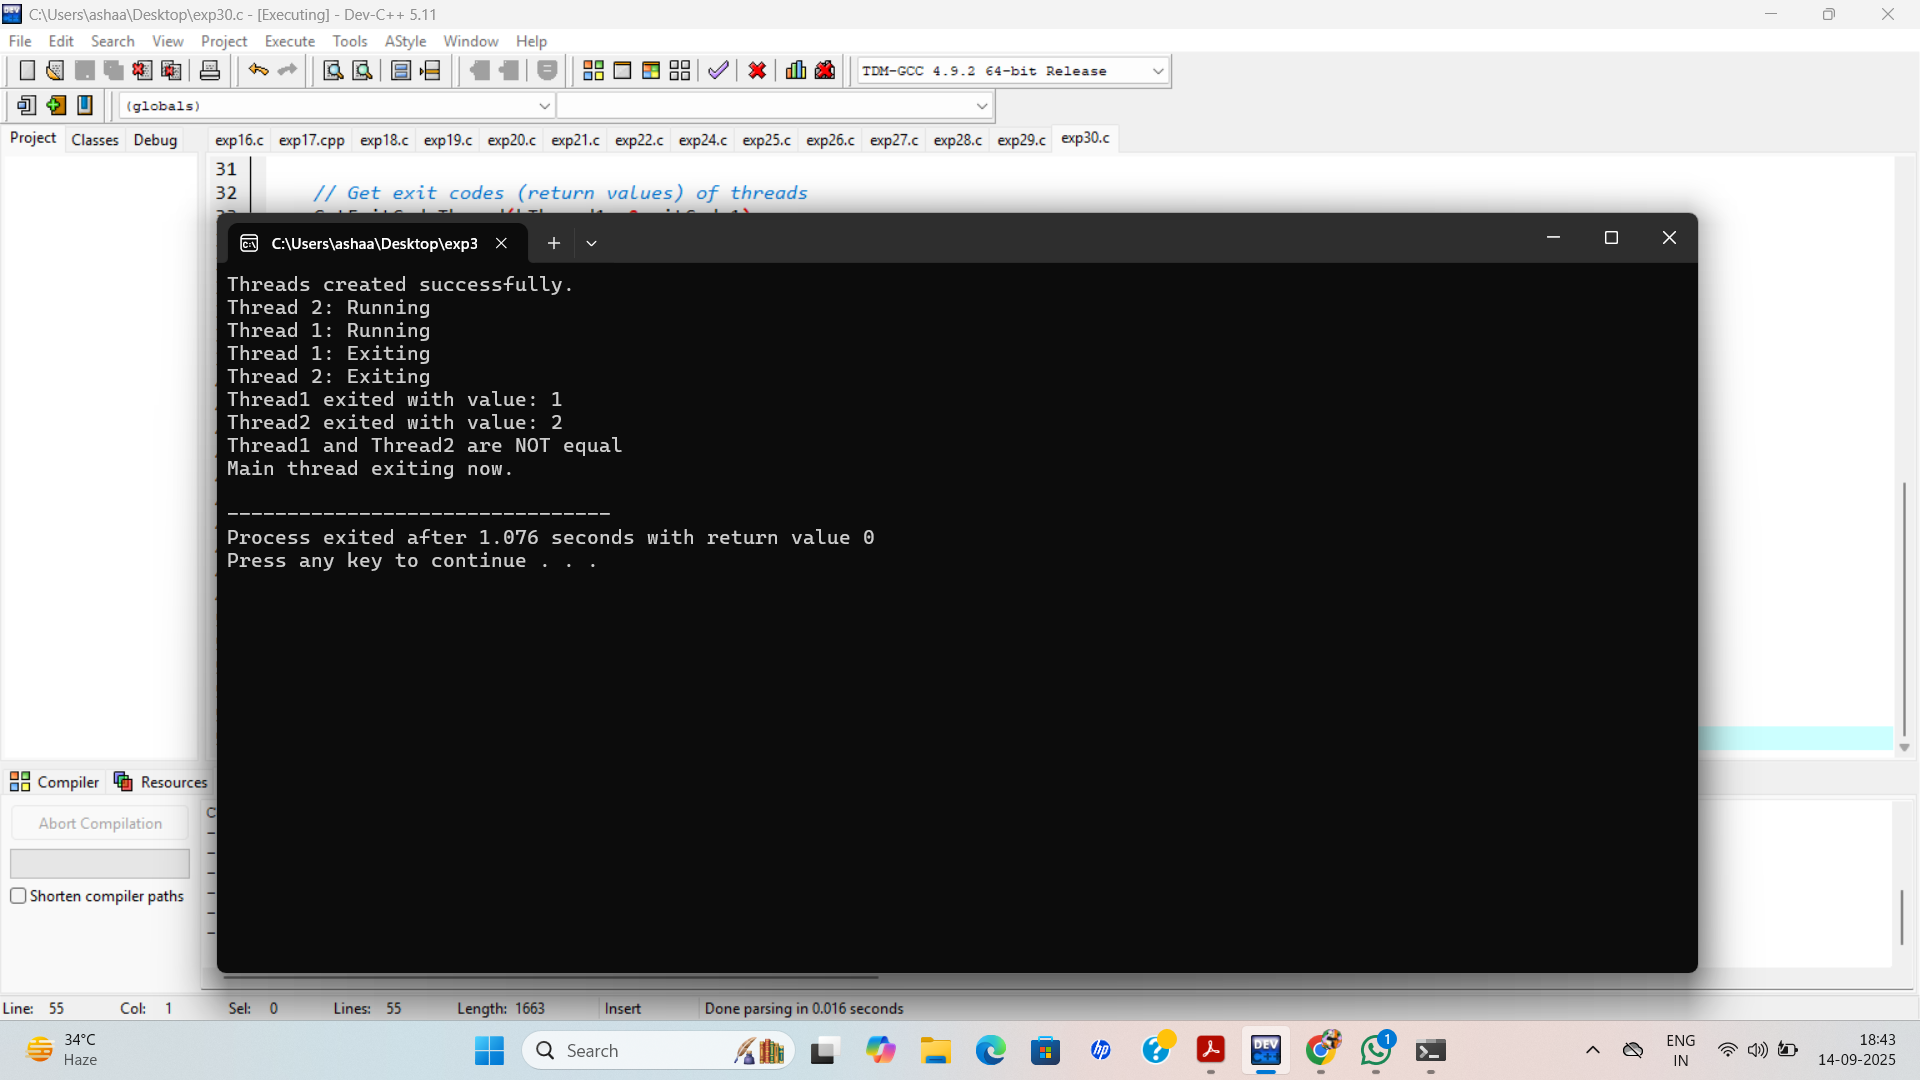 C:\Users\ashaa\Desktop\exp30.c - [Executing] - Dev-C++ 5.11
File Edit Search View Project Execute Tools AStyle Window Help
TDM-GCC 4.9.2 64-bit Release
(globals)
Project Classes Debug
exp16.c exp17.cpp exp18.c exp19.c exp20.c exp21.c exp22.c exp24.c exp25.c exp26.c exp27.c exp28.c exp29.c exp30.c
31
32 // Get exit codes (return values) of threads
C:\Users\ashaa\Desktop\exp3
Threads created successfully.
Thread 2: Running
Thread 1: Running
Thread 1: Exiting
Thread 2: Exiting
Thread1 exited with value: 1
Thread2 exited with value: 2
Thread1 and Thread2 are NOT equal
Main thread exiting now.
--------------------------------
Process exited after 1.076 seconds with return value 0
Press any key to continue . . .
Compiler Resources
Abort Compilation
Shorten compiler paths
Line: 55 Col: 1 Sel: 0 Lines: 55 Length: 1663 Insert Done parsing in 0.016 seconds
34°C
Haze
Search
DEV
hp
1
ENG
IN
18:43
14-09-2025